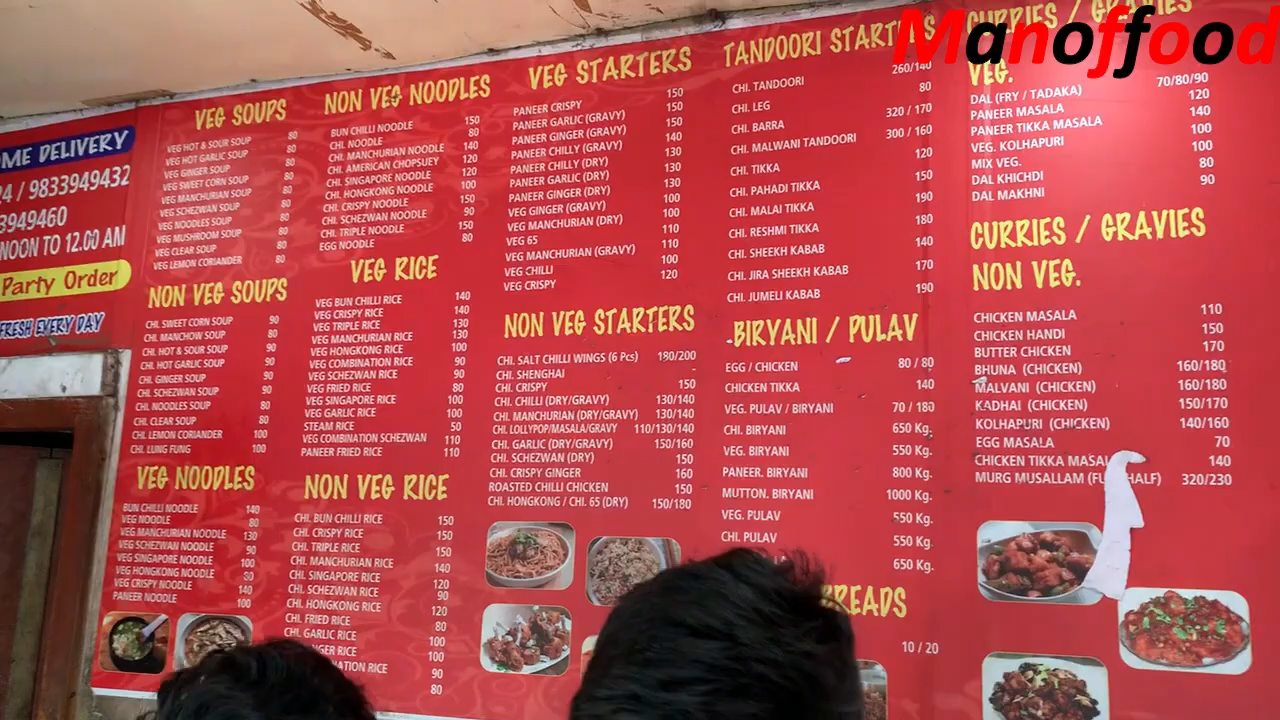 Manoffood
OME DELIVERY
24 / 9833949432
3949460
NOON TO 12.00 AM
Party Order
FRESH EVERY DAY
VEG SOUPS
VEG HOT & SOUR SOUP 80
VEG HOT GARLIC SOUP 80
VEG GINGER SOUP 80
VEG SWEET CORN SOUP 80
VEG MANCHURIAN SOUP 80
VEG SCHEZWAN SOUP 80
VEG NOODLES SOUP 80
VEG MUSHROOM SOUP 80
VEG CLEAR SOUP 80
VEG LEMON CORIANDER 80
NON VEG SOUPS
CHI. SWEET CORN SOUP 90
CHI. MANCHOW SOUP 90
CHI. HOT & SOUR SOUP 90
CHI. HOT GARLIC SOUP 90
CHI. GINGER SOUP 90
CHI. SCHEZWAN SOUP 90
CHI. NOODLES SOUP 80
CHI. CLEAR SOUP 80
CHI. LEMON CORIANDER 100
CHI. LUNG FUNG 100
VEG NOODLES
BUN CHILLI NOODLE 140
VEG NOODLE 80
VEG MANCHURIAN NOODLE 130
VEG SCHEZWAN NOODLE 90
VEG SINGAPORE NOODLE 100
VEG HONGKONG NOODLE
VEG CRISPY NOODLE 140
PANEER NOODLE 100
NON VEG NOODLES
BUN CHILLI NOODLE 150
CHI. NOODLE 80
CHI. MANCHURIAN NOODLE 140
CHI. AMERICAN CHOPSUEY 120
CHI. SINGAPORE NOODLE 120
CHI. HONGKONG NOODLE 100
CHI. CRISPY NOODLE 150
CHI. SCHEZWAN NOODLE 90
CHI. TRIPLE NOODLE 150
EGG NOODLE 80
VEG RICE
VEG BUN CHILLI RICE 140
VEG CRISPY RICE 140
VEG TRIPLE RICE 130
VEG MANCHURIAN RICE 130
VEG HONGKONG RICE 100
VEG COMBINATION RICE 90
VEG SCHEZWAN RICE 90
VEG FRIED RICE 80
VEG SINGAPORE RICE 100
VEG GARLIC RICE 100
STEAM RICE 50
VEG COMBINATION SCHEZWAN 110
PANEER FRIED RICE 110
NON VEG RICE
CHI. BUN CHILLI RICE 150
CHI. CRISPY RICE 150
CHI. TRIPLE RICE 150
CHI. MANCHURIAN RICE 140
CHI. SINGAPORE RICE 120
CHI. SCHEZWAN RICE 90
CHI. HONGKONG RICE 120
CHI. FRIED RICE 80
CHI. GARLIC RICE 100
NGER RICE 100
NATION RICE 90
80
VEG STARTERS
PANEER CRISPY 150
PANEER GARLIC (GRAVY) 150
PANEER GINGER (GRAVY) 150
PANEER CHILLY (GRAVY) 140
PANEER CHILLY (DRY) 130
PANEER GARLIC (DRY) 130
PANEER GINGER (DRY) 130
VEG GINGER (GRAVY) 100
VEG MANCHURIAN (DRY) 100
VEG 65 110
VEG MANCHURIAN (GRAVY) 110
VEG CHILLI 100
VEG CRISPY 120
NON VEG STARTERS
CHI. SALT CHILLI WINGS (6 Pcs) 180/200
CHI. SHENGHAI -
CHI. CRISPY 150
CHI. CHILLI (DRY/GRAVY) 130/140
CHI. MANCHURIAN (DRY/GRAVY) 130/140
CHI. LOLLYPOP/MASALA/GRAVY 110/130/140
CHI. GARLIC (DRY/GRAVY) 150/160
CHI. SCHEZWAN (DRY) 150
CHI. CRISPY GINGER 160
ROASTED CHILLI CHICKEN 150
CHI. HONGKONG / CHI. 65 (DRY) 150/180
TANDOORI STARTERS
CHI. TANDOORI 260/140
CHI. LEG 80
CHI. BARRA 320 / 170
CHI. MALWANI TANDOORI 300 / 160
CHI. TIKKA 120
CHI. PAHADI TIKKA 150
CHI. MALAI TIKKA 190
CHI. RESHMI TIKKA 180
CHI. SHEEKH KABAB 140
CHI. JIRA SHEEKH KABAB 170
CHI. JUMELI KABAB 190
BIRYANI / PULAV
EGG / CHICKEN 80 / 80
CHICKEN TIKKA 140
VEG. PULAV / BIRYANI 70 / 180
CHI. BIRYANI 650 Kg.
VEG. BIRYANI 550 Kg.
PANEER. BIRYANI 800 Kg.
MUTTON. BIRYANI 1000 Kg.
VEG. PULAV 550 Kg.
CHI. PULAV 550 Kg.
650 Kg.
READS
10 / 20
CURRIES / GRAVIES
VEG.
DAL (FRY / TADAKA) 70/80/90
PANEER MASALA 120
PANEER TIKKA MASALA 140
VEG. KOLHAPURI 100
MIX VEG. 100
DAL KHICHDI 80
DAL MAKHNI 90
CURRIES / GRAVIES
NON VEG.
CHICKEN MASALA 110
CHICKEN HANDI 150
BUTTER CHICKEN 170
BHUNA (CHICKEN) 160/180
MALVANI (CHICKEN) 160/180
KADHAI (CHICKEN) 150/170
KOLHAPURI (CHICKEN) 140/160
EGG MASALA 70
CHICKEN TIKKA MASALA 140
MURG MUSALLAM (FU HALF) 320/230